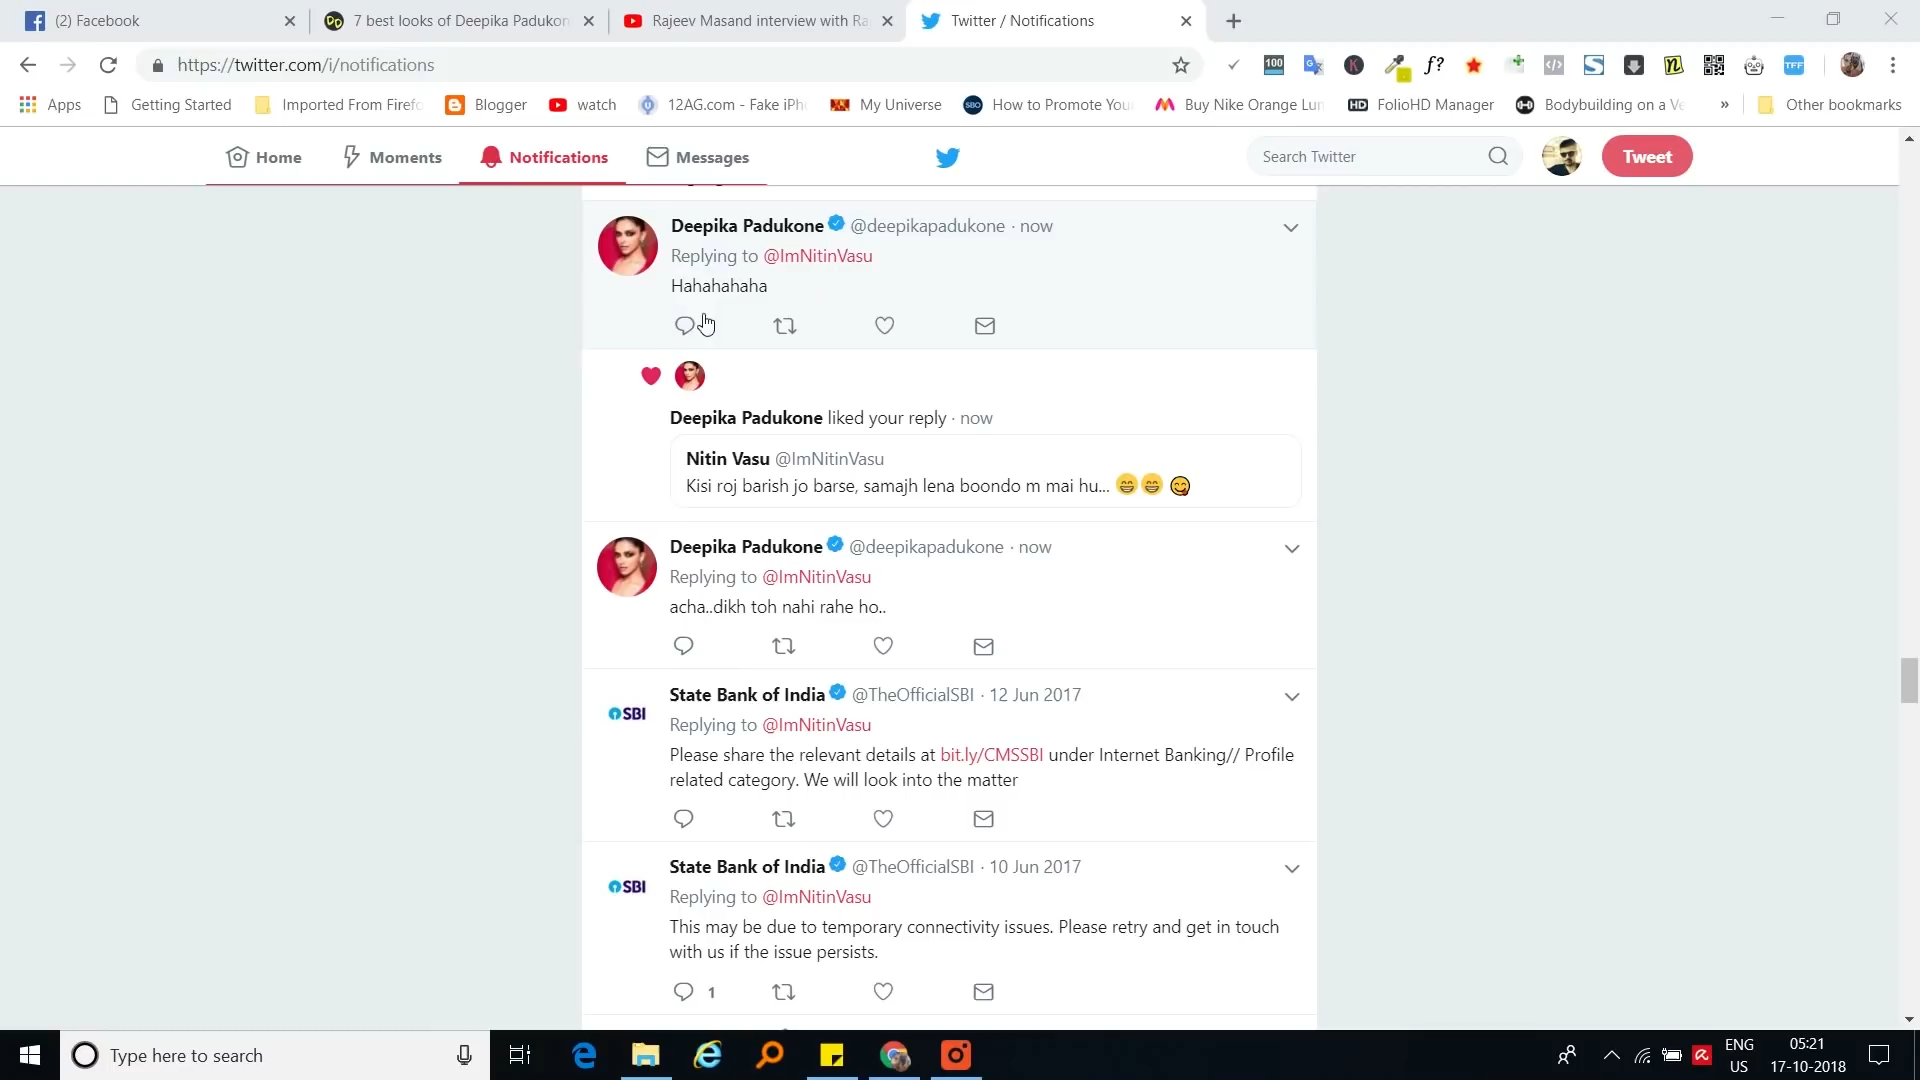 (2) Facebook
7 best looks of Deepika Padukon
Rajeev Masand interview with Ra
Twitter / Notifications
https://twitter.com/i/notifications
100
K
f?
n
TFF
Apps
Getting Started
Imported From Firefo
Blogger
watch
12AG.com - Fake iPh
My Universe
SBO
How to Promote You
Buy Nike Orange Lun
HD
FolioHD Manager
Bodybuilding on a Ve
»
Other bookmarks
Home
Moments
Notifications
Messages
Search Twitter
Tweet
Deepika Padukone @deepikapadukone · now
Replying to @ImNitinVasu
Hahahahaha
Deepika Padukone liked your reply · now
Nitin Vasu @ImNitinVasu
Kisi roj barish jo barse, samajh lena boondo m mai hu... 😁😁 😋
Deepika Padukone @deepikapadukone · now
Replying to @ImNitinVasu
acha..dikh toh nahi rahe ho..
SBI
State Bank of India @TheOfficialSBI · 12 Jun 2017
Replying to @ImNitinVasu
Please share the relevant details at bit.ly/CMSSBI under Internet Banking// Profile
related category. We will look into the matter
SBI
State Bank of India @TheOfficialSBI · 10 Jun 2017
Replying to @ImNitinVasu
This may be due to temporary connectivity issues. Please retry and get in touch
with us if the issue persists.
1
Type here to search
ENG
US
05:21
17-10-2018